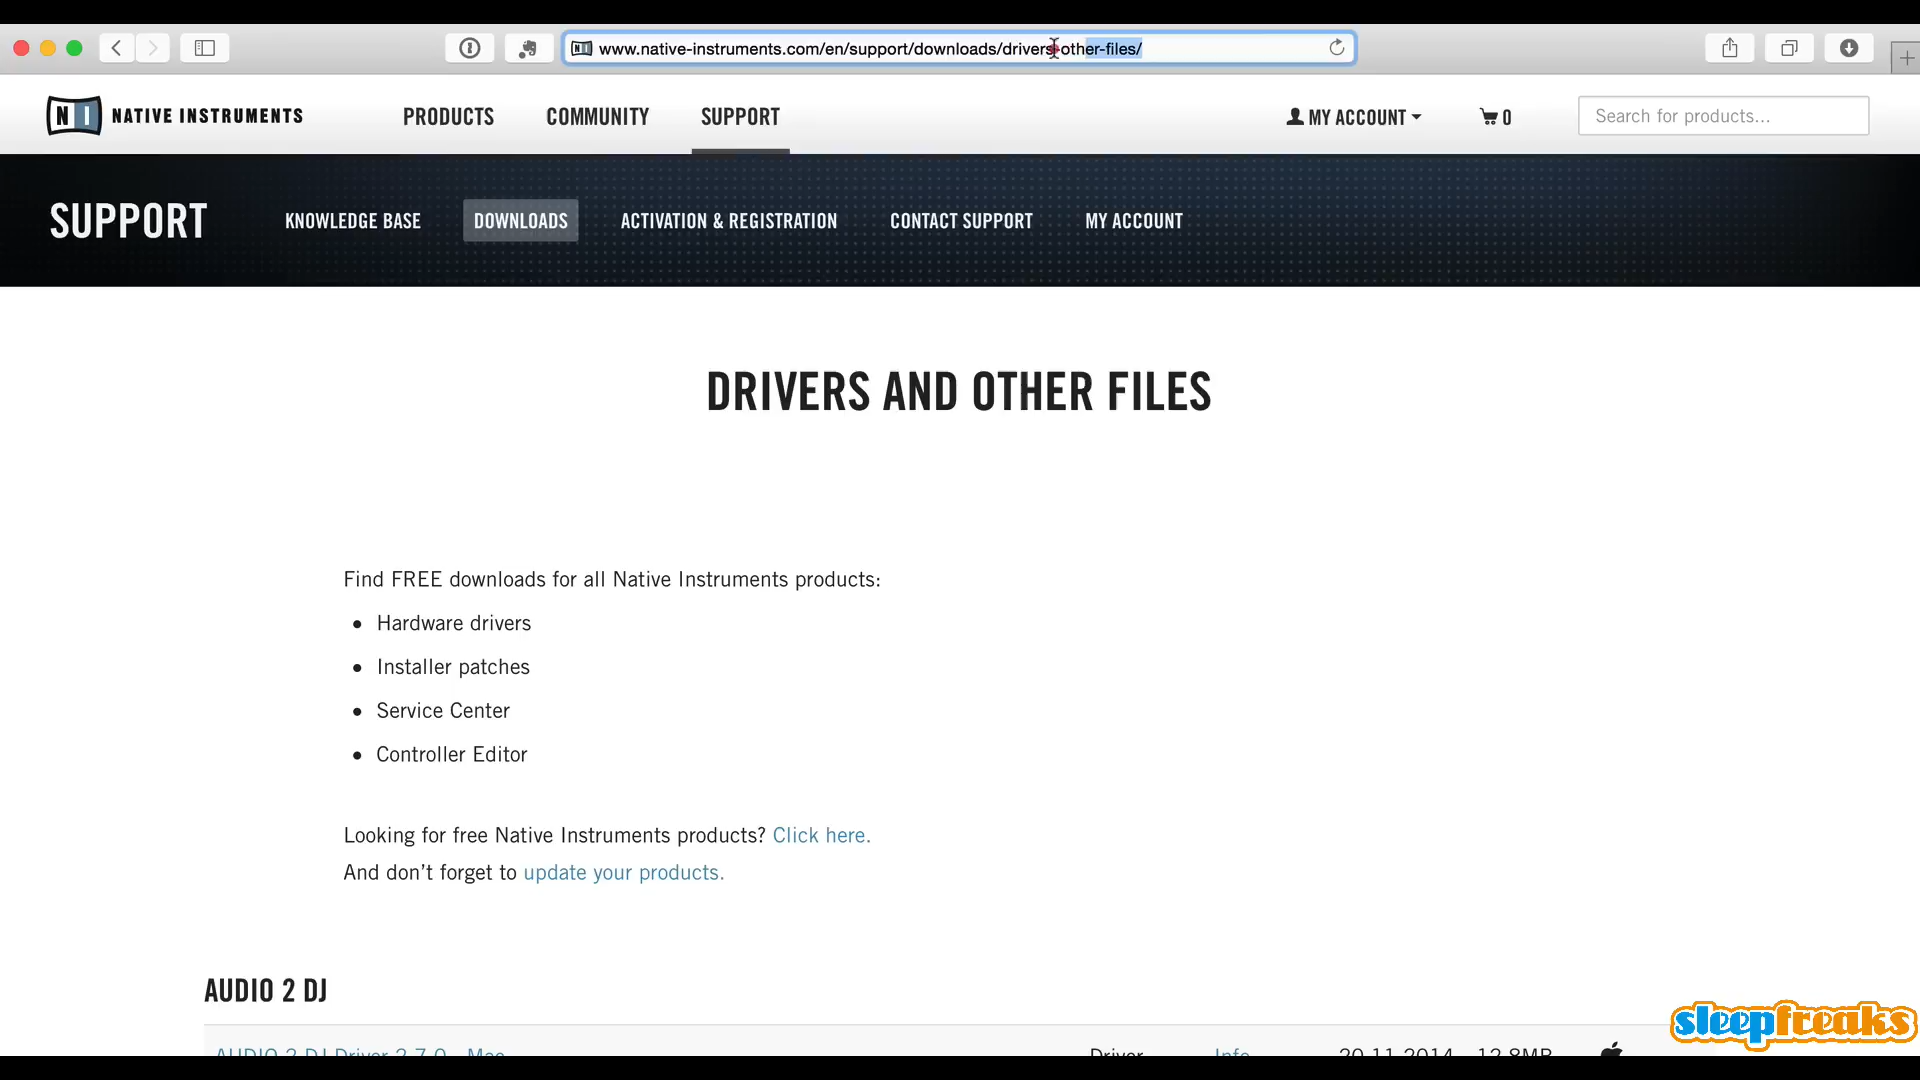 www.native-instruments.com/en/support/downloads/drivers-other-files/
NI NATIVE INSTRUMENTS PRODUCTS COMMUNITY SUPPORT MY ACCOUNT 0 Search for products...
SUPPORT KNOWLEDGE BASE DOWNLOADS ACTIVATION & REGISTRATION CONTACT SUPPORT MY ACCOUNT
DRIVERS AND OTHER FILES
Find FREE downloads for all Native Instruments products:
• Hardware drivers
• Installer patches
• Service Center
• Controller Editor
Looking for free Native Instruments products? Click here.
And don't forget to update your products.
AUDIO 2 DJ
sleepfreaks
AUDIO 2 DJ Driver 2.7.0 - Mac Driver Info 20.11.2014 12.8MB